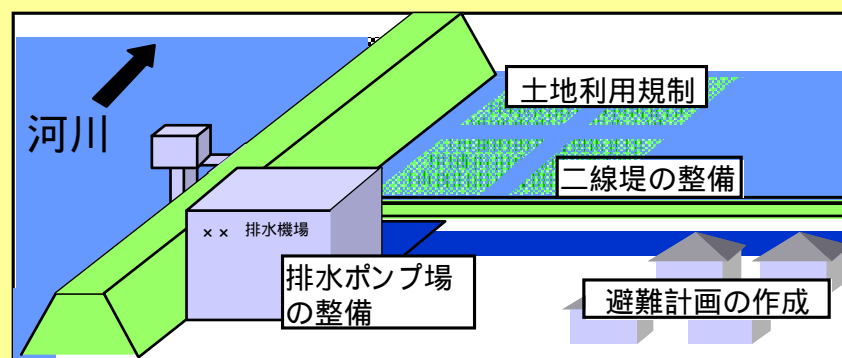 土地利用規制
河川
二線堤の整備
×× 排水機場
排水ポンプ場
の整備
避難計画の作成